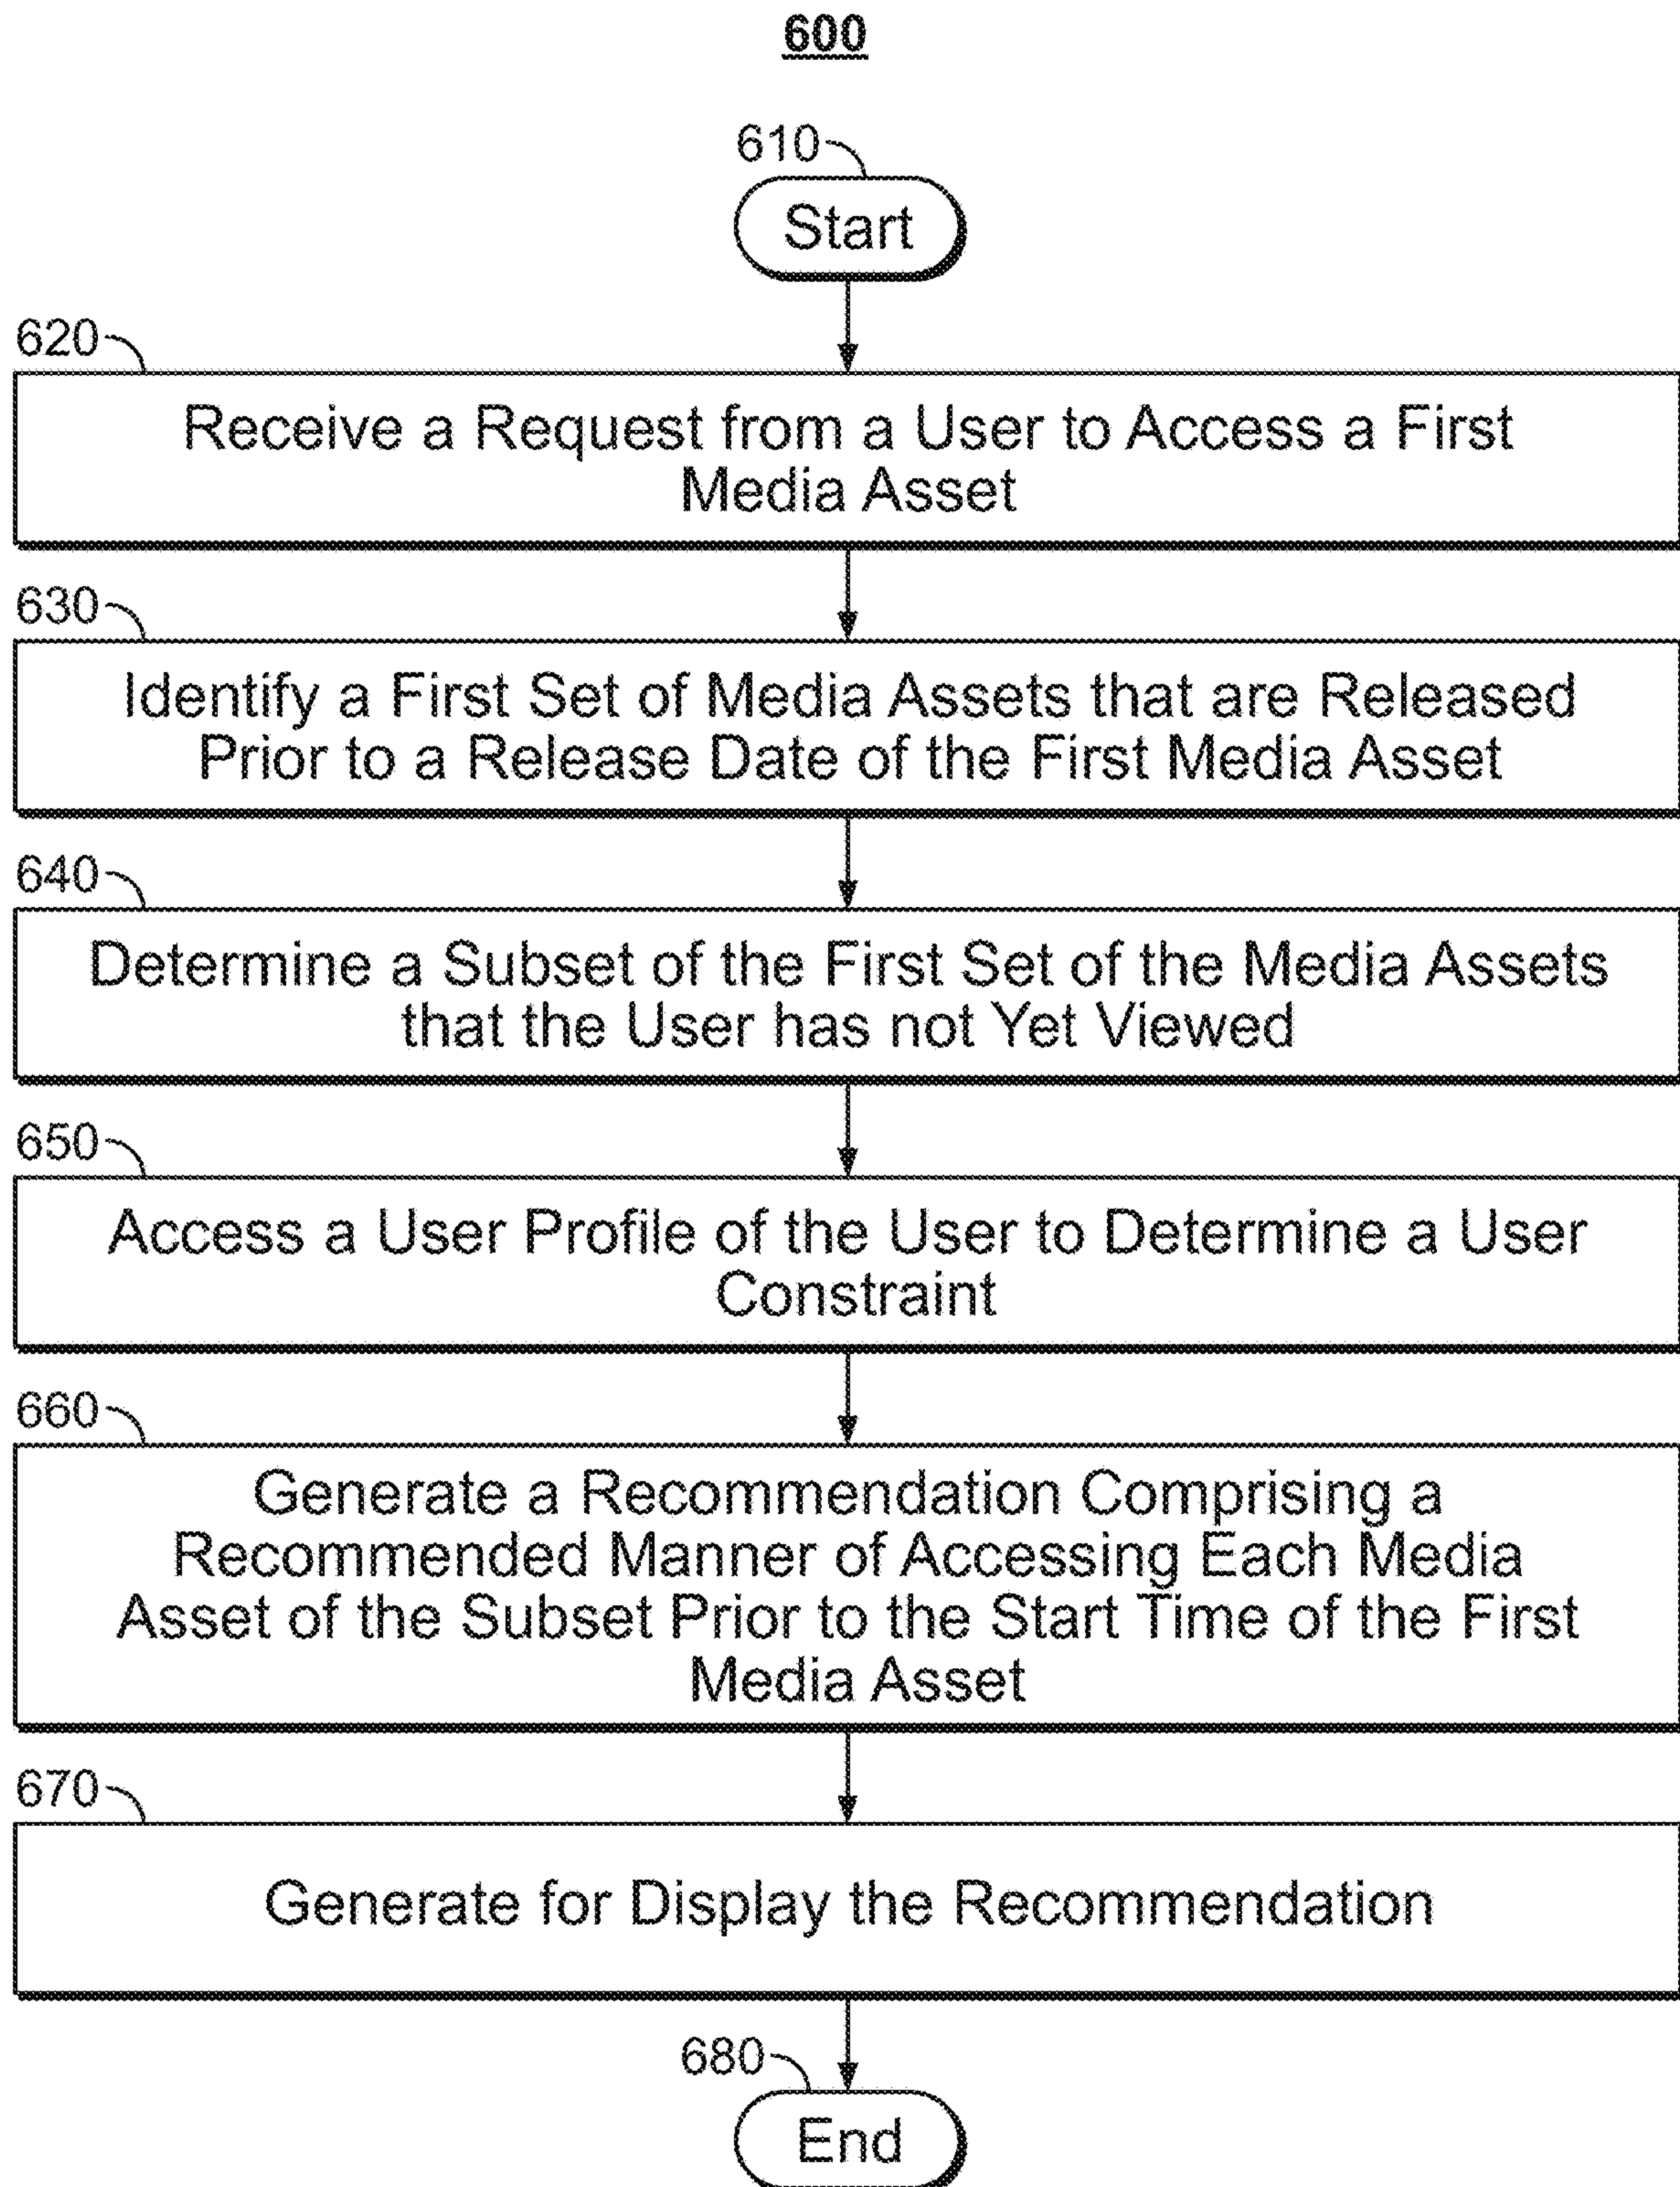 600
610
Start
620
Receive a Request from a User to Access a First
Media Asset
630
Identify a First Set of Media Assets that are Released
Prior to a Release Date of the First Media Asset
640
Determine a Subset of the First Set of the Media Assets
that the User has not Yet Viewed
650
Access a User Profile of the User to Determine a User
Constraint
660
Generate a Recommendation Comprising a
Recommended Manner of Accessing Each Media
Asset of the Subset Prior to the Start Time of the First
Media Asset
670
Generate for Display the Recommendation
680
End